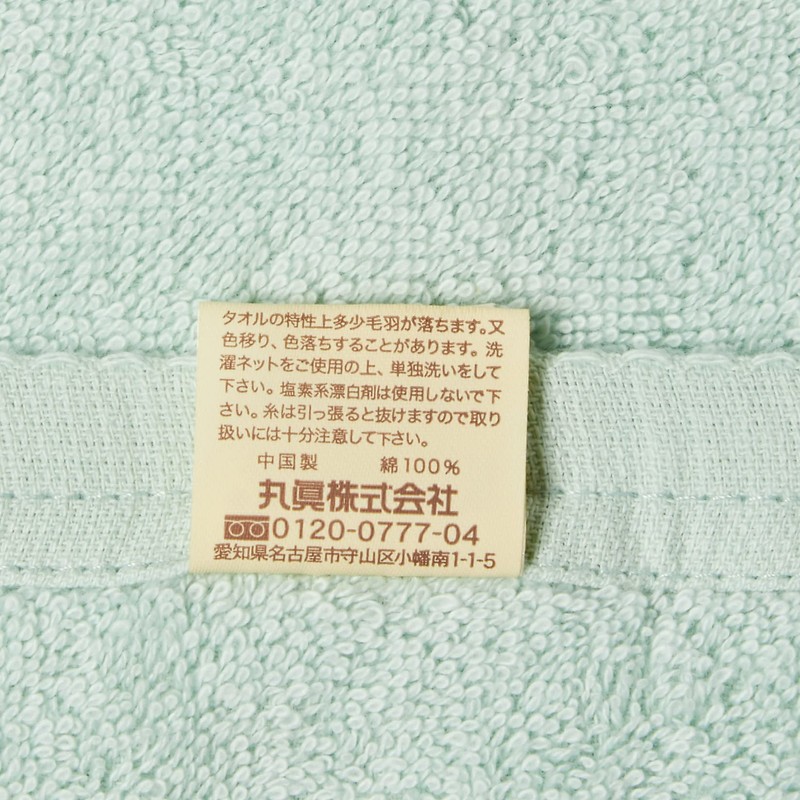 タオルの特性上多少毛羽が落ちます。又
色移り、色落ちすることがあります。洗
濯ネットをご使用の上、単独洗いをして
下さい。塩素系漂白剤は使用しないで下
さい。糸は引っ張ると抜けますので取り
扱いには十分注意して下さい。
中国製 綿100%
丸眞株式会社
0120-0777-04
愛知県名古屋市守山区小幡南1-1-5